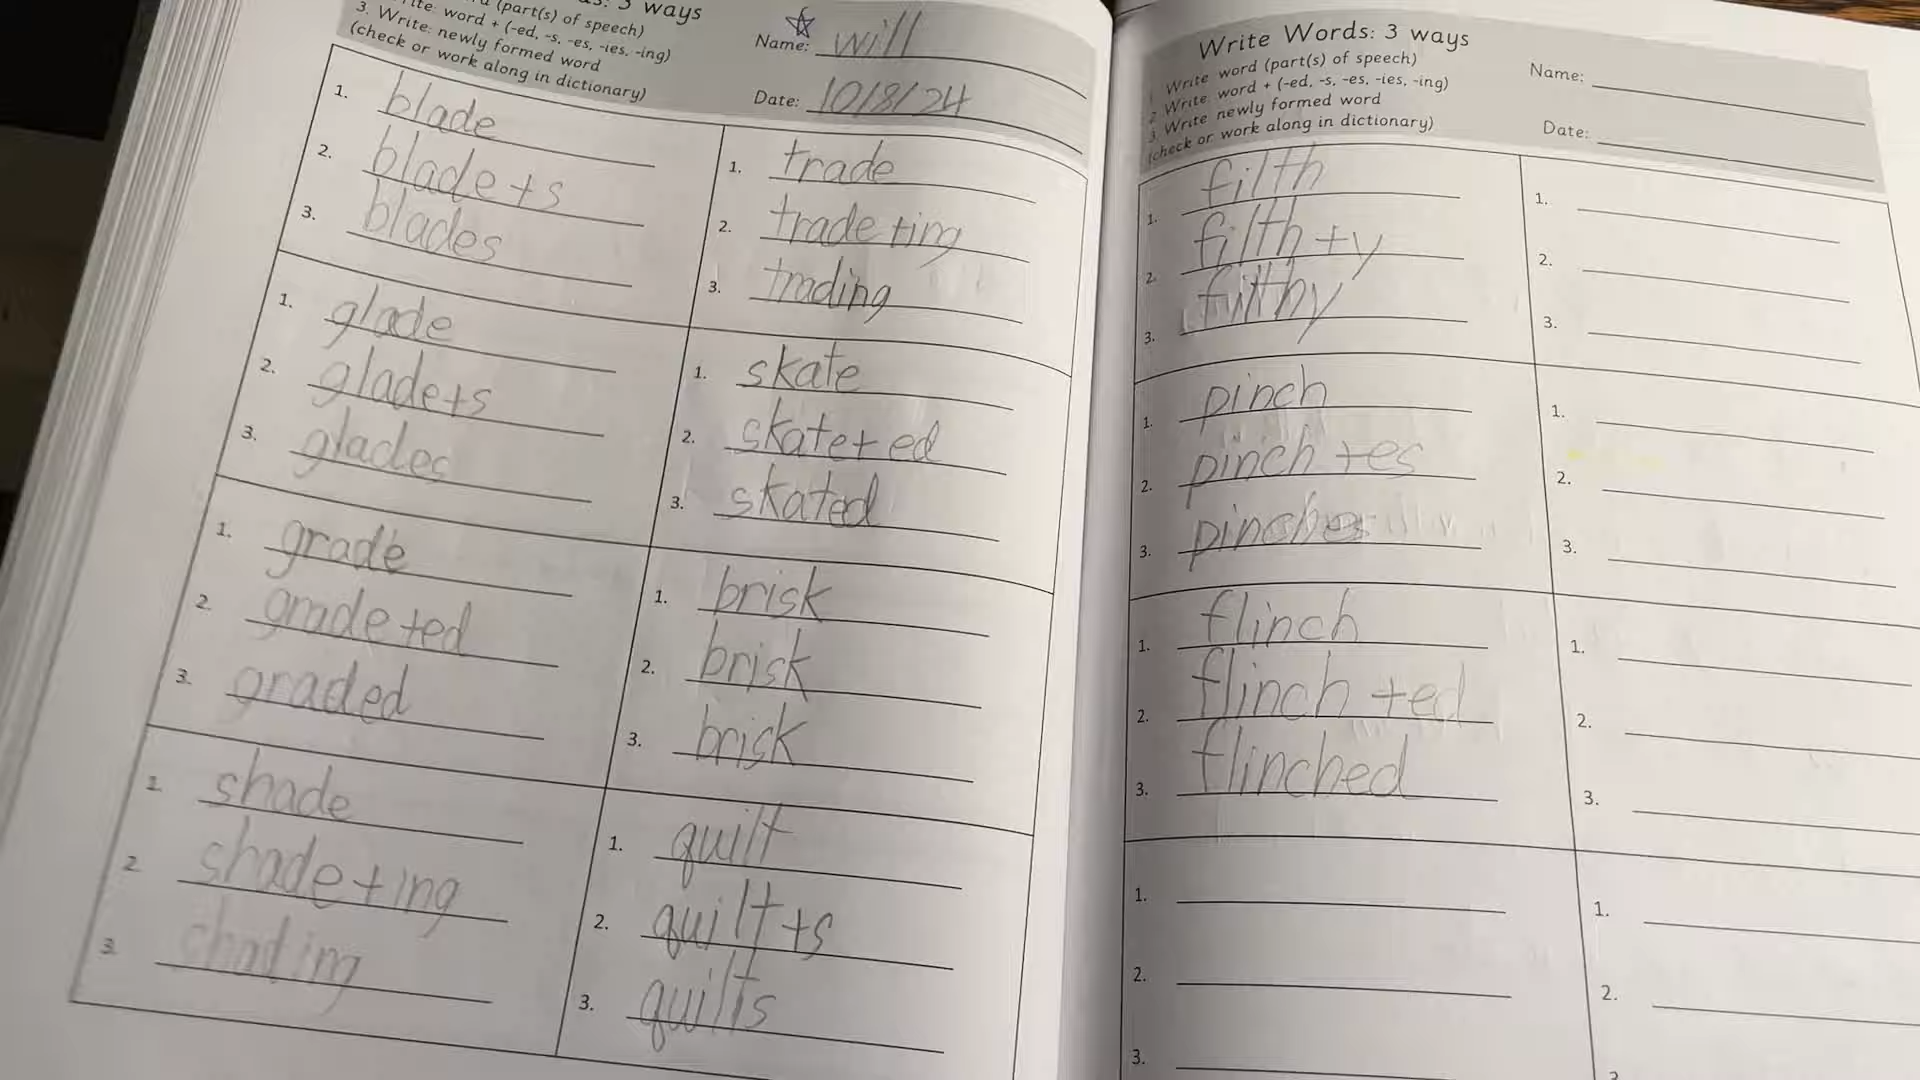 3 ways
(part(s) of speech)
word + (-ed, -s, -es, -ies, -ing)
3. Write: newly formed word
(check or work along in dictionary)
Name: will
Date: 10/8/24
1. blade
2. blade +s
3. blades
1. glade
2. glade +s
3. glades
1. grade
2. grade +ed
3. graded
1. shade
2. shade + ing
3. shading
1. trade
2. trade +ing
3. trading
1. skate
2. skate + ed
3. skated
1. brisk
2. brisk
3. brisk
1. quilt
2. quilt +s
3. quilts
Write Words: 3 ways
1. Write word (part(s) of speech)
2. Write word + (-ed, -s, -es, -ies, -ing)
3. Write newly formed word
(check or work along in dictionary)
Name:
Date:
1. filth
2. filth +y
3. filthy
1. pinch
2. pinch +es
3. pinches
1. flinch
2. flinch +ed
3. flinched
1.
2.
3.
1.
2.
3.
1.
2.
3.
1.
2.
3.
1.
2.